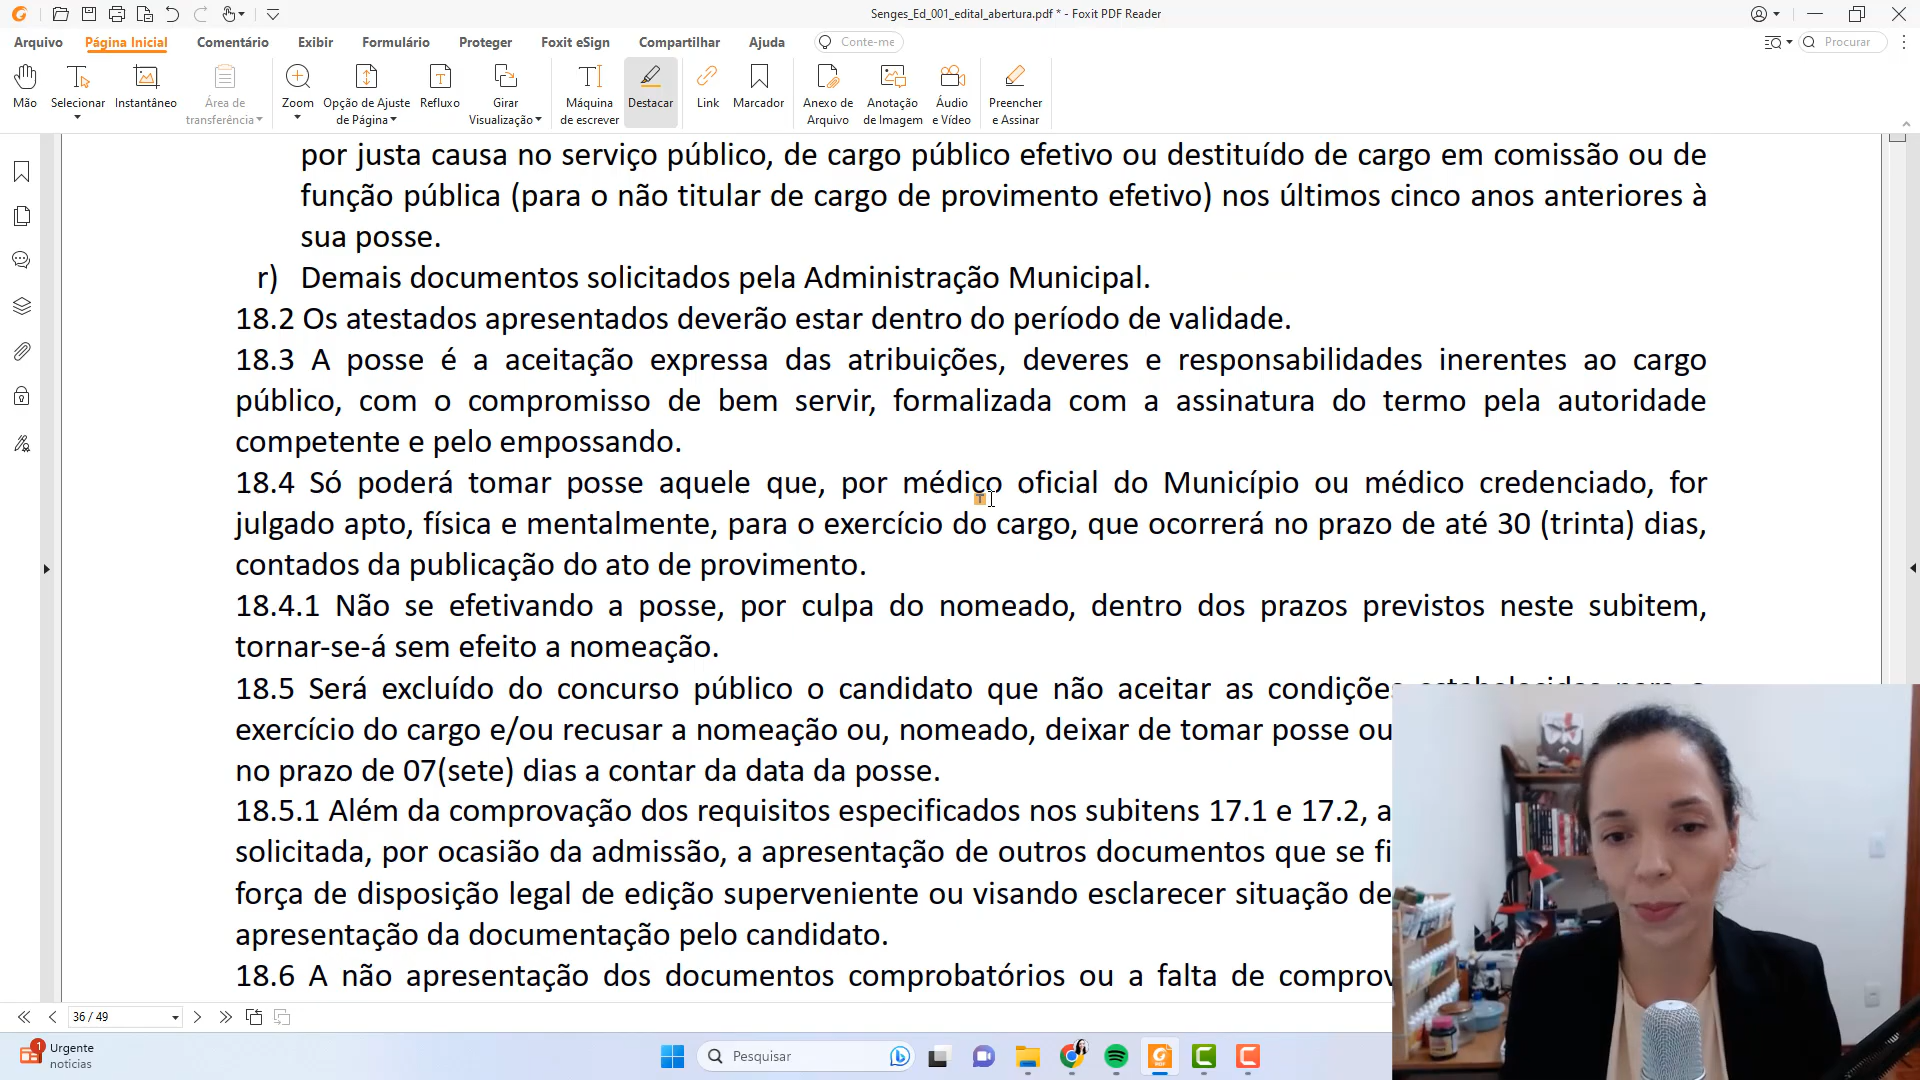 Senges_Ed_001_edital_abertura.pdf * - Foxit PDF Reader
Arquivo Página Inicial Comentário Exibir Formulário Proteger Foxit eSign Compartilhar Ajuda Conte-me Procurar
Mão Selecionar Instantâneo Área de transferência Zoom Opção de Ajuste de Página Refluxo Girar Visualização Máquina de escrever Destacar Link Marcador Anexo de Arquivo Anotação de Imagem Áudio e Vídeo Preencher e Assinar
por justa causa no serviço público, de cargo público efetivo ou destituído de cargo em comissão ou de
função pública (para o não titular de cargo de provimento efetivo) nos últimos cinco anos anteriores à
sua posse.
r) Demais documentos solicitados pela Administração Municipal.
18.2 Os atestados apresentados deverão estar dentro do período de validade.
18.3 A posse é a aceitação expressa das atribuições, deveres e responsabilidades inerentes ao cargo
público, com o compromisso de bem servir, formalizada com a assinatura do termo pela autoridade
competente e pelo empossando.
18.4 Só poderá tomar posse aquele que, por médico oficial do Município ou médico credenciado, for
julgado apto, física e mentalmente, para o exercício do cargo, que ocorrerá no prazo de até 30 (trinta) dias,
contados da publicação do ato de provimento.
18.4.1 Não se efetivando a posse, por culpa do nomeado, dentro dos prazos previstos neste subitem,
tornar-se-á sem efeito a nomeação.
18.5 Será excluído do concurso público o candidato que não aceitar as condições
exercício do cargo e/ou recusar a nomeação ou, nomeado, deixar de tomar posse ou
no prazo de 07(sete) dias a contar da data da posse.
18.5.1 Além da comprovação dos requisitos especificados nos subitens 17.1 e 17.2, a
solicitada, por ocasião da admissão, a apresentação de outros documentos que se fi
força de disposição legal de edição superveniente ou visando esclarecer situação de
apresentação da documentação pelo candidato.
18.6 A não apresentação dos documentos comprobatórios ou a falta de comprov
36 / 49
1 Urgente
notícias
Pesquisar